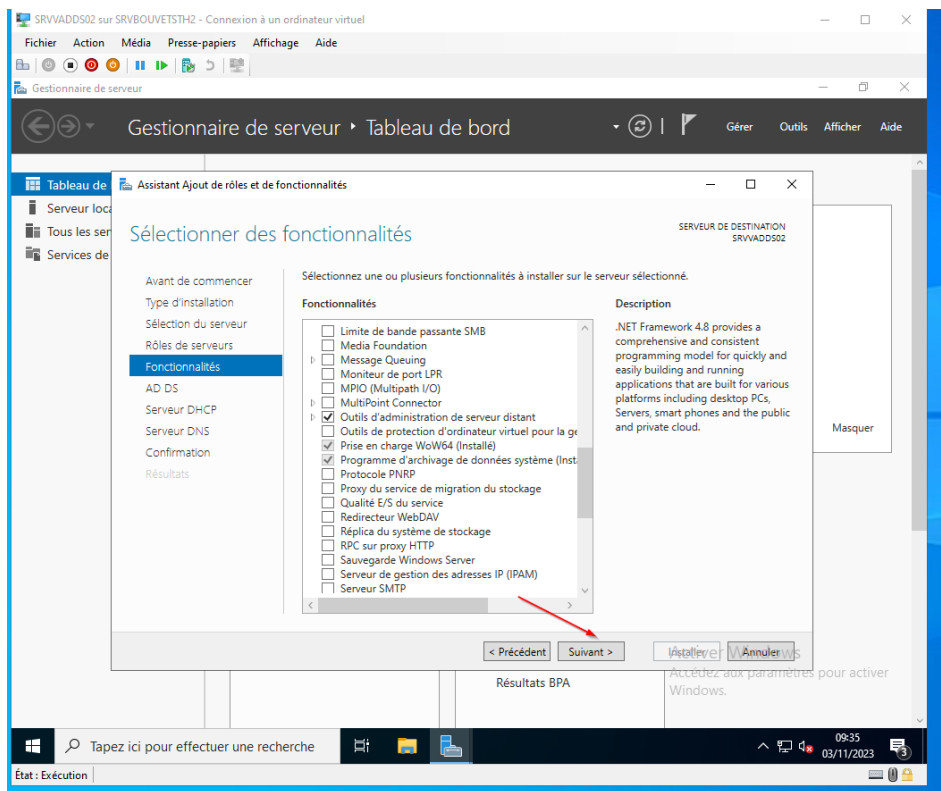 SRVVADDS02 sur SRVBOUVETSTH2 - Connexion à un ordinateur virtuel
Fichier Action Média Presse-papiers Affichage Aide
Gestionnaire de serveur
Gestionnaire de serveur ‣ Tableau de bord
Gérer Outils Afficher Aide
Tableau de
Serveur loca
Tous les ser
Services de
Assistant Ajout de rôles et de fonctionnalités
Sélectionner des fonctionnalités
SERVEUR DE DESTINATION
SRVVADDS02
Avant de commencer
Type d'installation
Sélection du serveur
Rôles de serveurs
Fonctionnalités
AD DS
Serveur DHCP
Serveur DNS
Confirmation
Résultats
Sélectionnez une ou plusieurs fonctionnalités à installer sur le serveur sélectionné.
Fonctionnalités
Limite de bande passante SMB
Media Foundation
Message Queuing
Moniteur de port LPR
MPIO (Multipath I/O)
MultiPoint Connector
Outils d'administration de serveur distant
Outils de protection d'ordinateur virtuel pour la ge
Prise en charge WoW64 (Installé)
Programme d'archivage de données système (Inst
Protocole PNRP
Proxy du service de migration du stockage
Qualité E/S du service
Redirecteur WebDAV
Réplica du système de stockage
RPC sur proxy HTTP
Sauvegarde Windows Server
Serveur de gestion des adresses IP (IPAM)
Serveur SMTP
Description
.NET Framework 4.8 provides a
comprehensive and consistent
programming model for quickly and
easily building and running
applications that are built for various
platforms including desktop PCs,
Servers, smart phones and the public
and private cloud.
Masquer
< Précédent Suivant > Installer Annuler
Activer Windows
Accédez aux paramètres pour activer
Windows.
Résultats BPA
Tapez ici pour effectuer une recherche
09:35
03/11/2023
3
État : Exécution